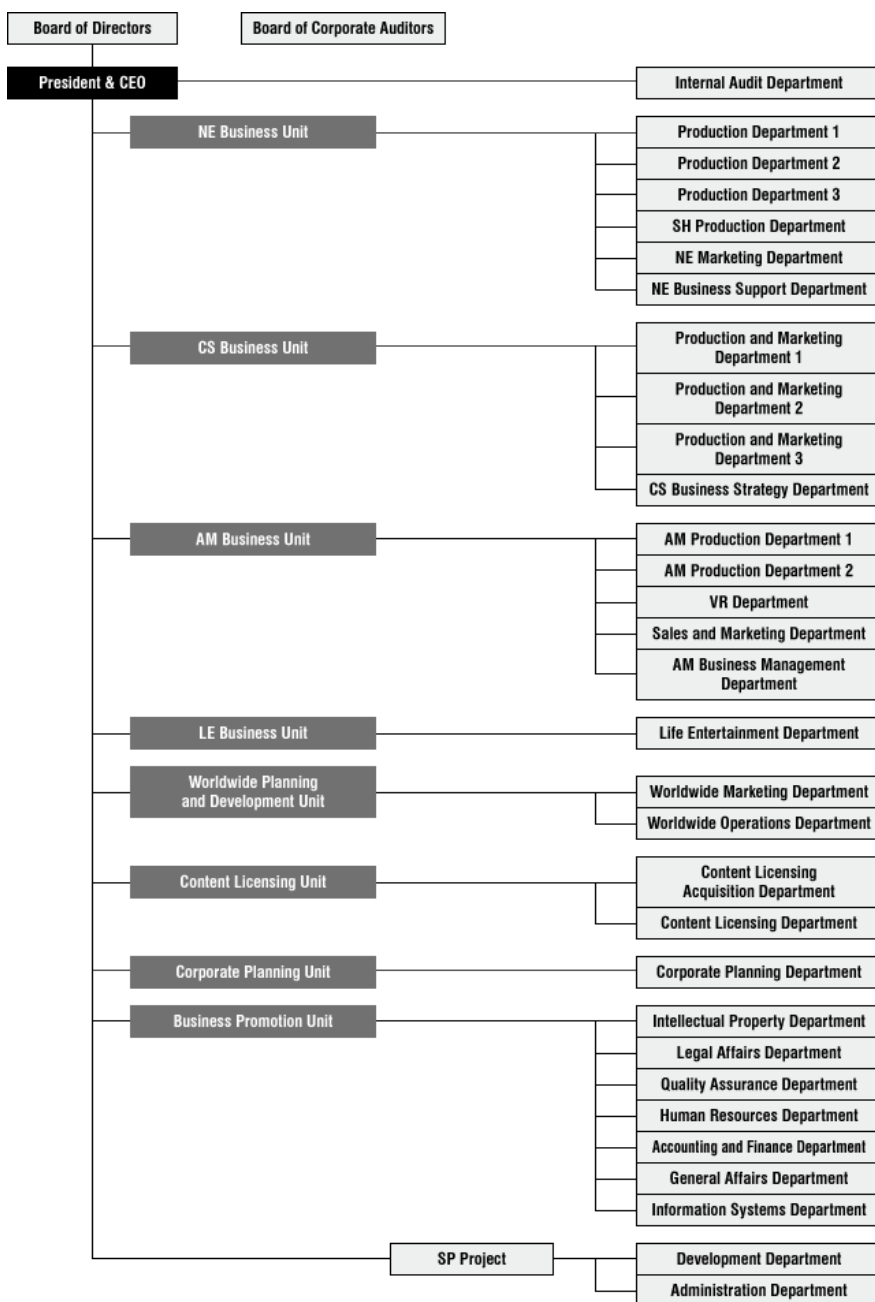 Board of Directors
Board of Corporate Auditors
President & CEO
Internal Audit Department
NE Business Unit
Production Department 1
Production Department 2
Production Department 3
SH Production Department
NE Marketing Department
NE Business Support Department
CS Business Unit
Production and Marketing
Department 1
Production and Marketing
Department 2
Production and Marketing
Department 3
CS Business Strategy Department
AM Business Unit
AM Production Department 1
AM Production Department 2
VR Department
Sales and Marketing Department
AM Business Management
Department
LE Business Unit
Life Entertainment Department
Worldwide Planning
and Development Unit
Worldwide Marketing Department
Worldwide Operations Department
Content Licensing Unit
Content Licensing
Acquisition Department
Content Licensing Department
Corporate Planning Unit
Corporate Planning Department
Business Promotion Unit
Intellectual Property Department
Legal Affairs Department
Quality Assurance Department
Human Resources Department
Accounting and Finance Department
General Affairs Department
Information Systems Department
SP Project
Development Department
Administration Department